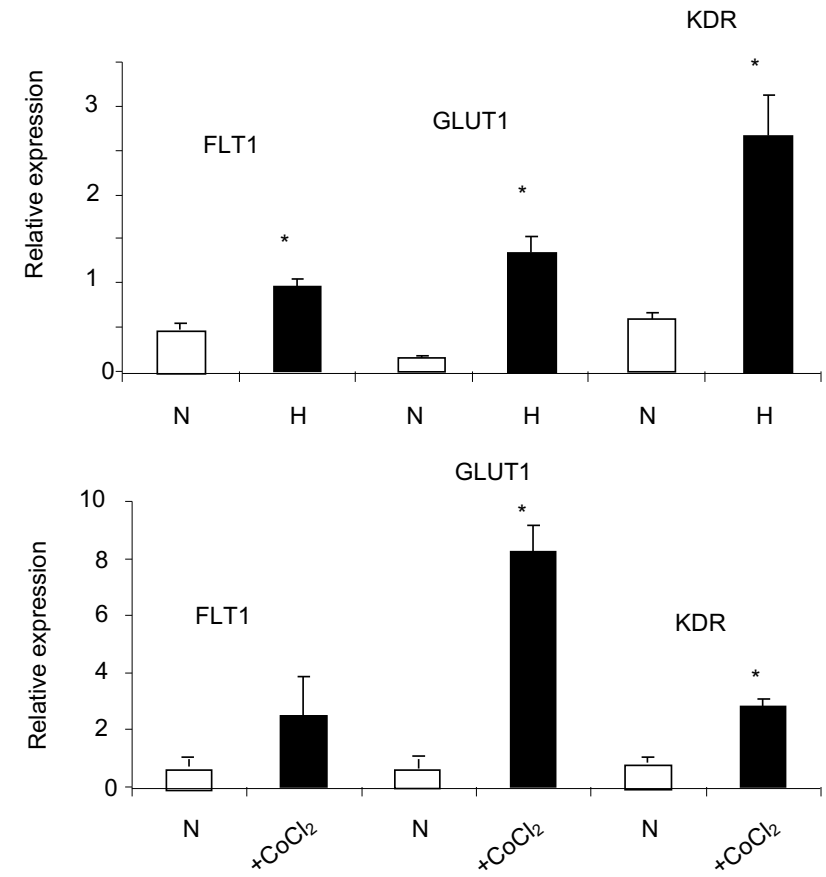 KDR
GLUT1
FLT1
* * *
Relative expression
3
2
1
0
N H N H N H
GLUT1
FLT1
KDR
* *
Relative expression
10
8
6
4
2
0
N +CoCl₂ N +CoCl₂ N +CoCl₂